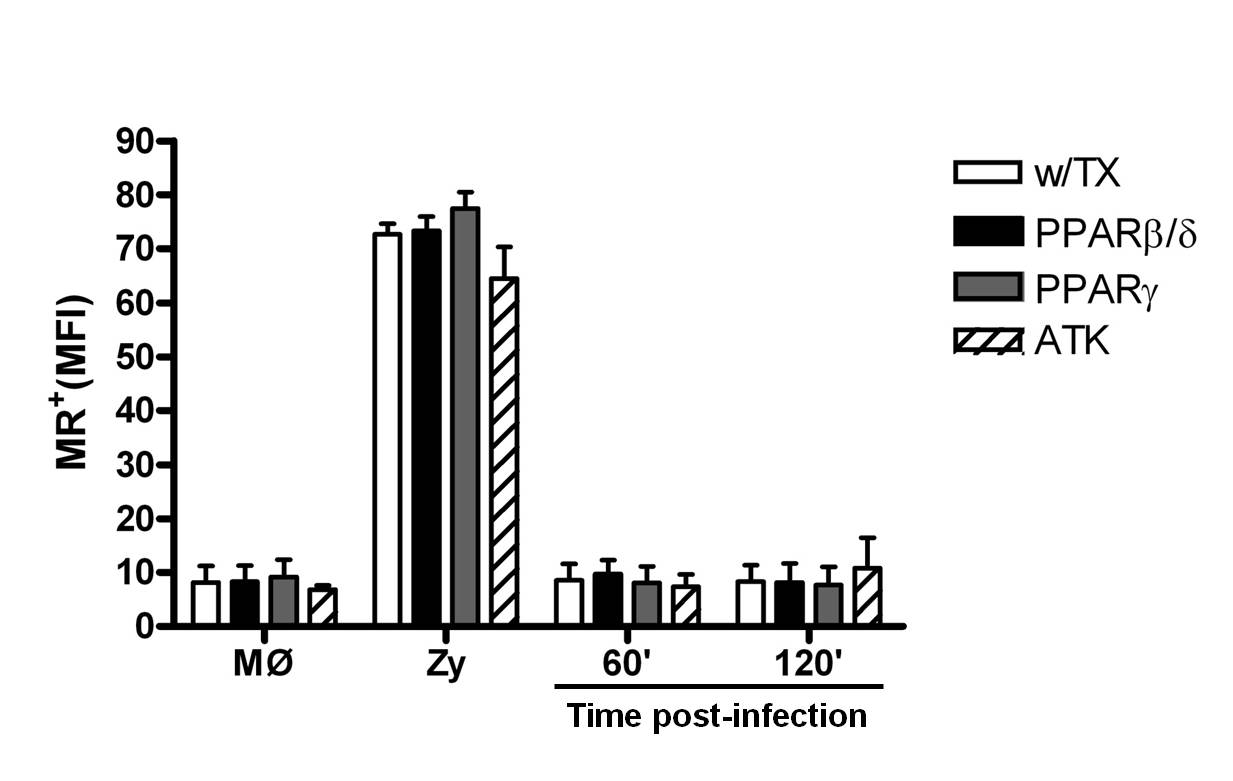 90
80
70
60
50
40
30
20
10
0
MR⁺(MFI)
MØ Zy 60' 120'
Time post-infection
w/TX
PPARβ/δ
PPARγ
ATK